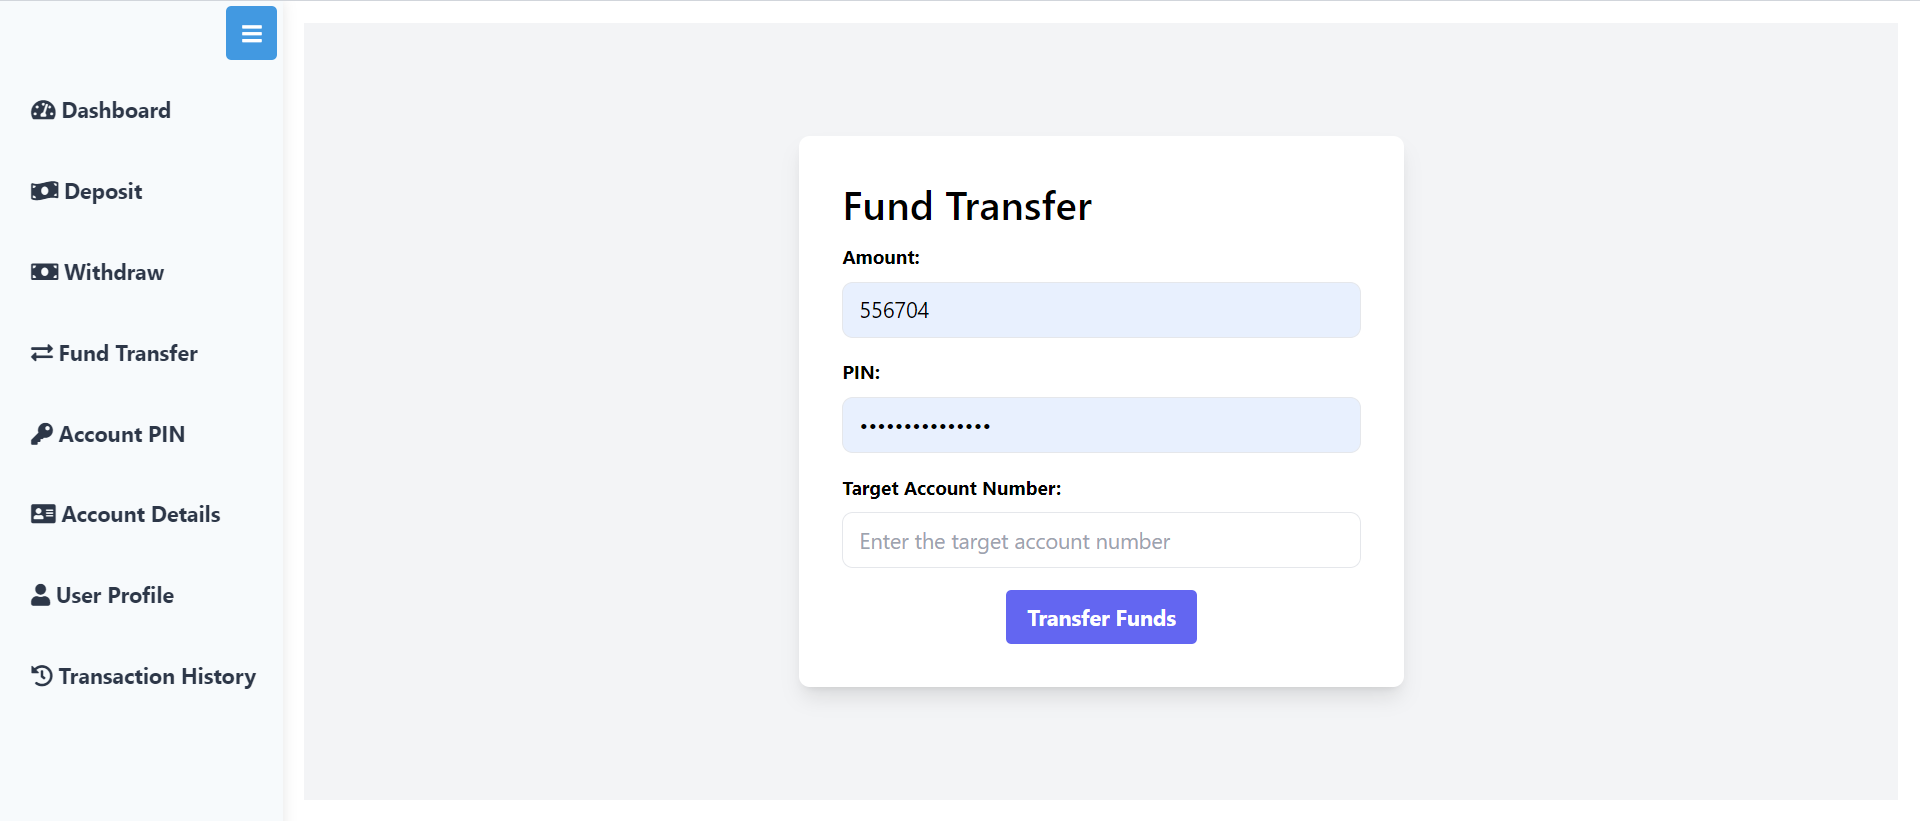 Dashboard
Deposit
Withdraw
Fund Transfer
Account PIN
Account Details
User Profile
Transaction History
Fund Transfer
Amount:
556704
PIN:
•••••••••••••••
Target Account Number:
Enter the target account number
Transfer Funds